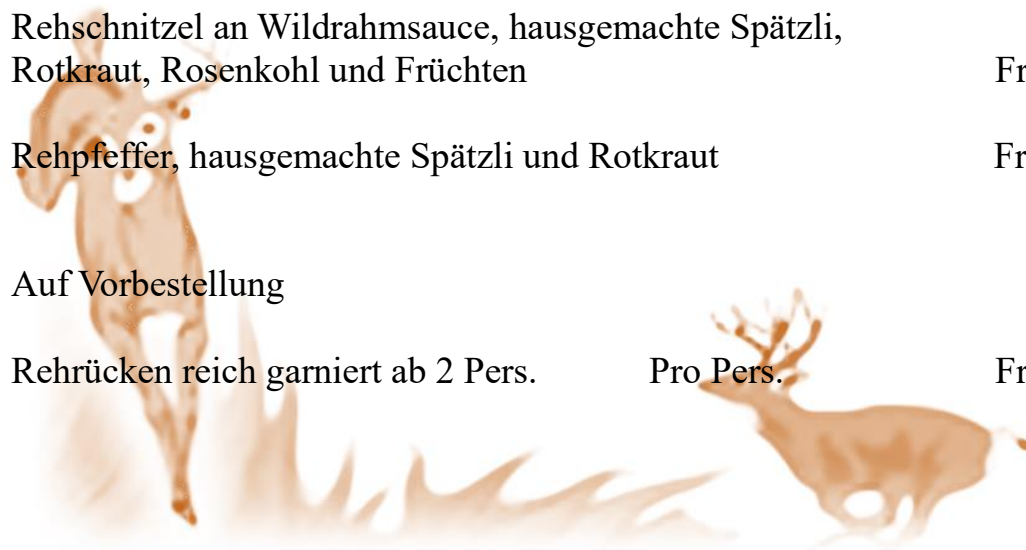 Rehschnitzel an Wildrahmsauce, hausgemachte Spätzli,
Rotkraut, Rosenkohl und Früchten Fr
Rehpfeffer, hausgemachte Spätzli und Rotkraut Fr
Auf Vorbestellung
Rehrücken reich garniert ab 2 Pers. Pro Pers. Fr